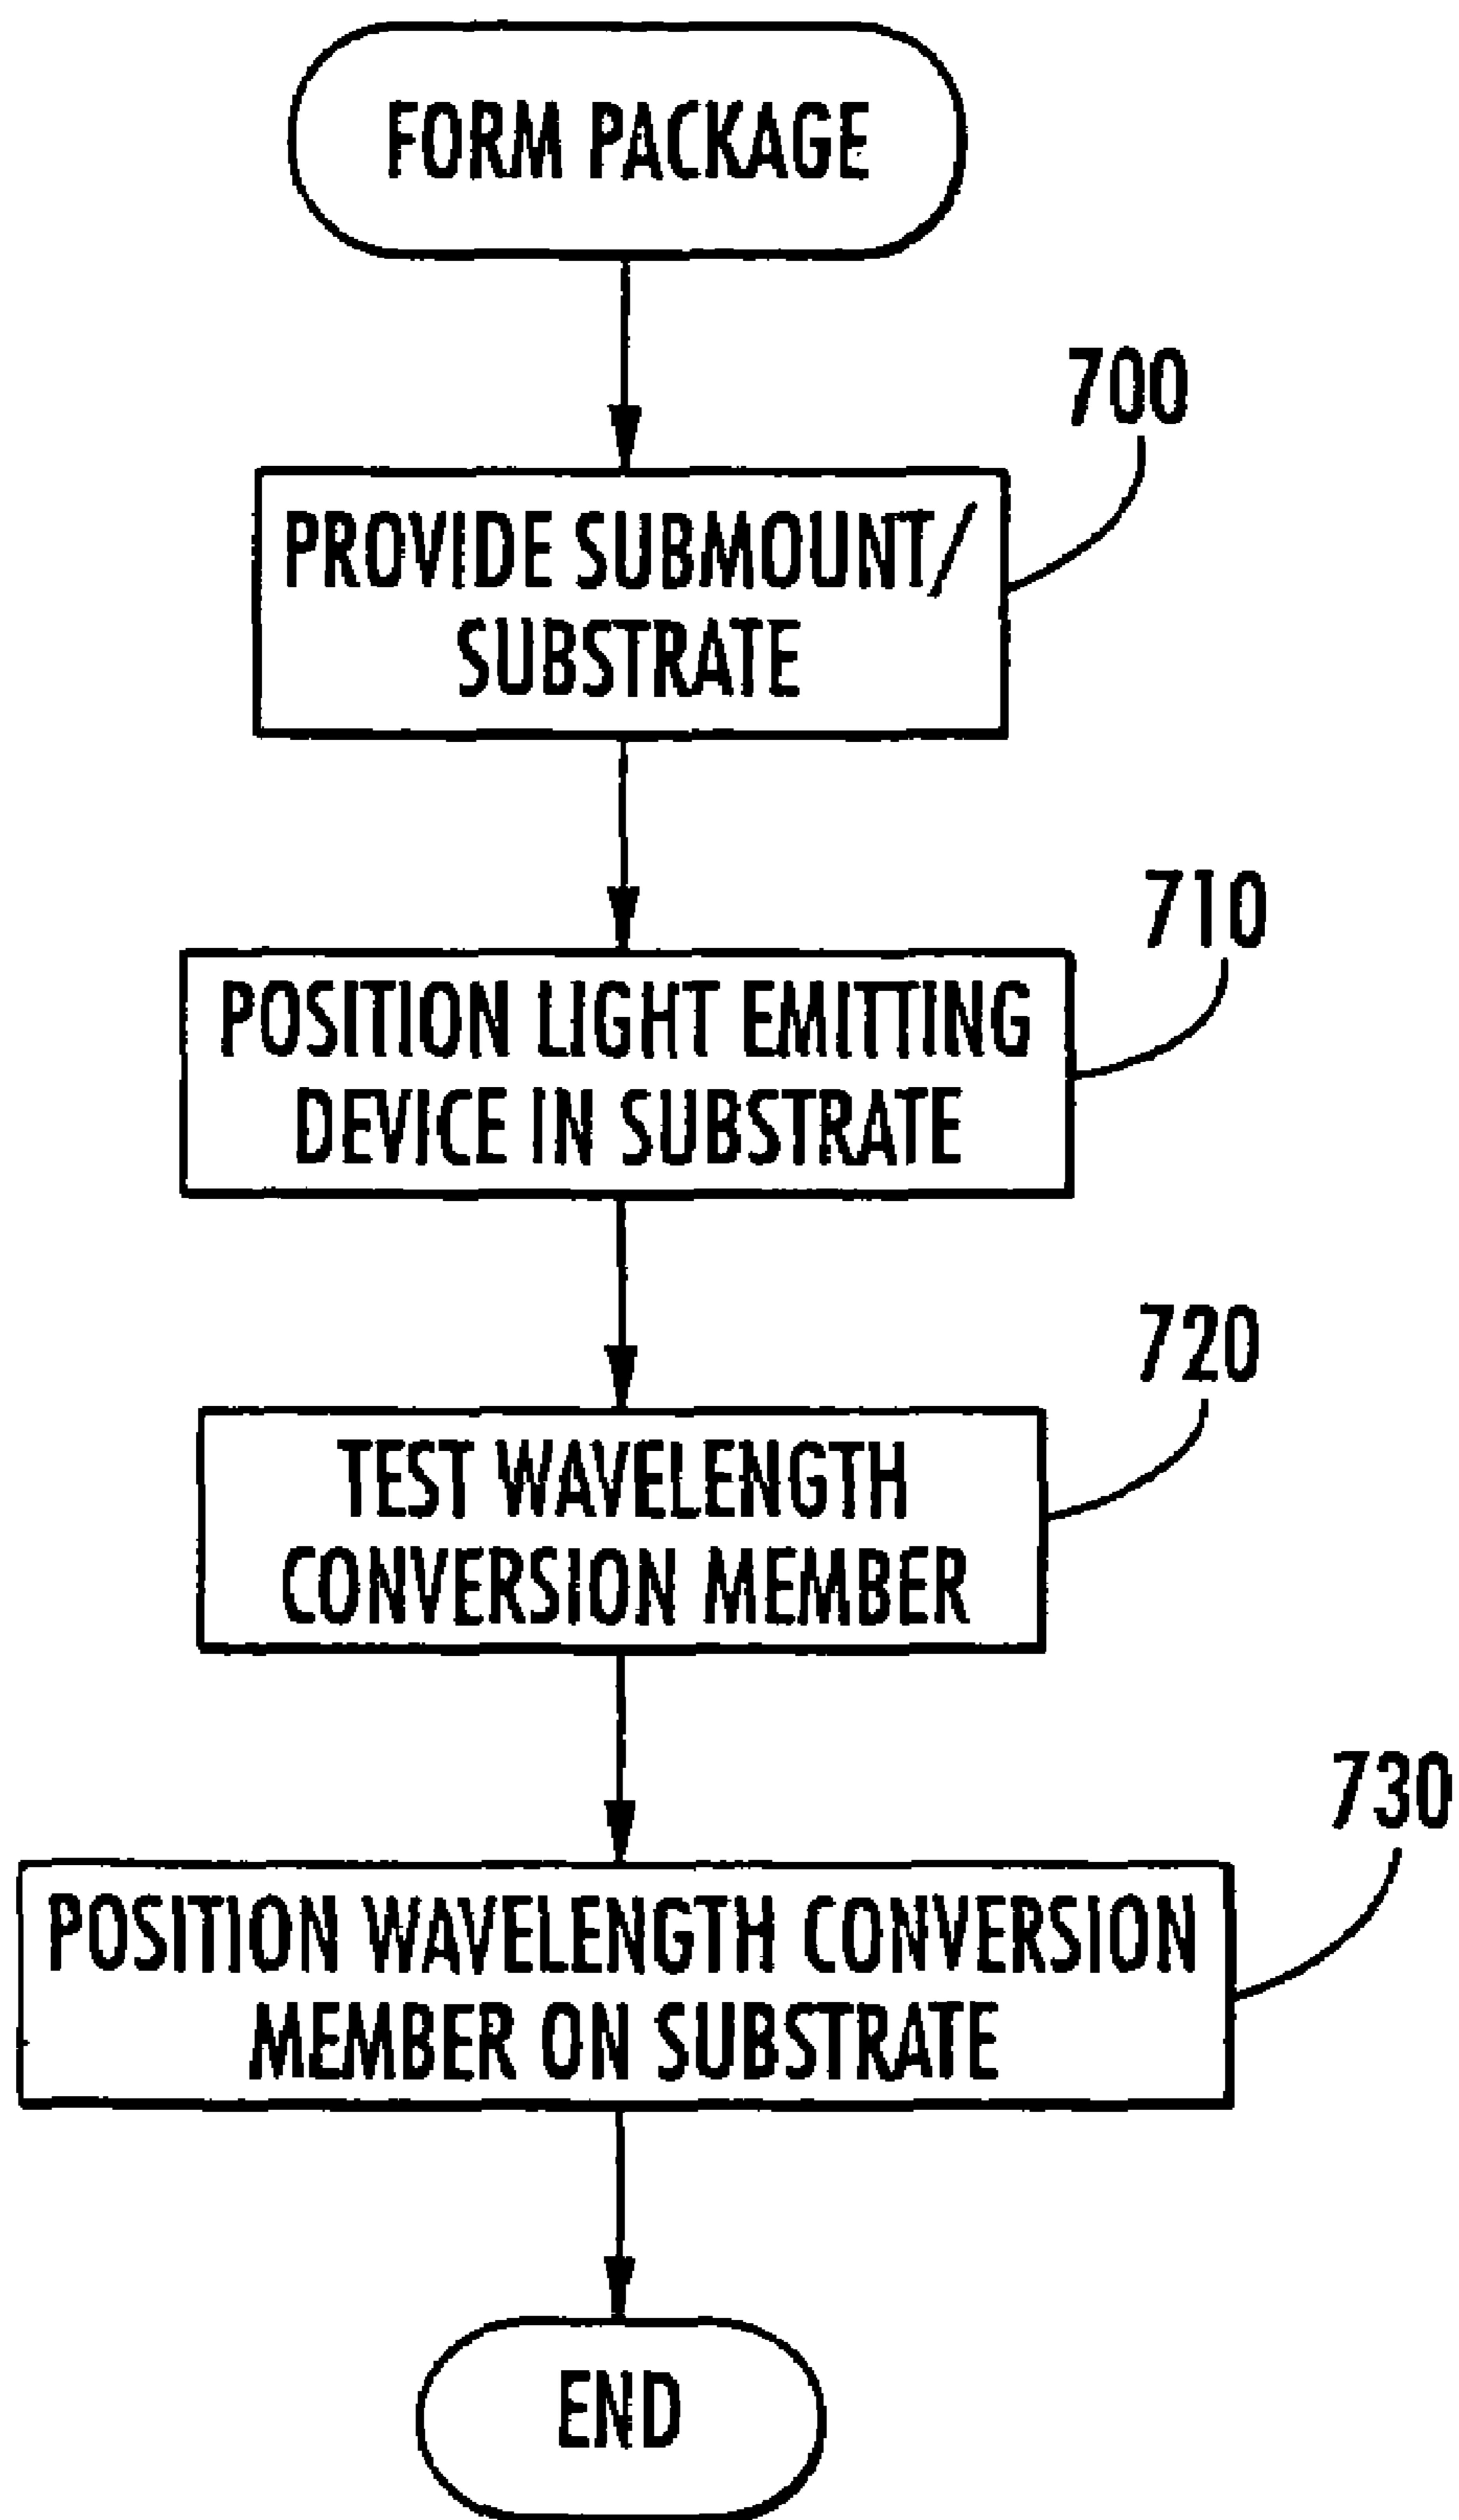 FORM PACKAGE
700
PROVIDE SUBMOUNT/
SUBSTRATE
710
POSITION LIGHT EMITTING
DEVICE IN SUBSTRATE
720
TEST WAVELENGTH
CONVERSION MEMBER
730
POSITION WAVELENGTH CONVERSION
MEMBER ON SUBSTRATE
END